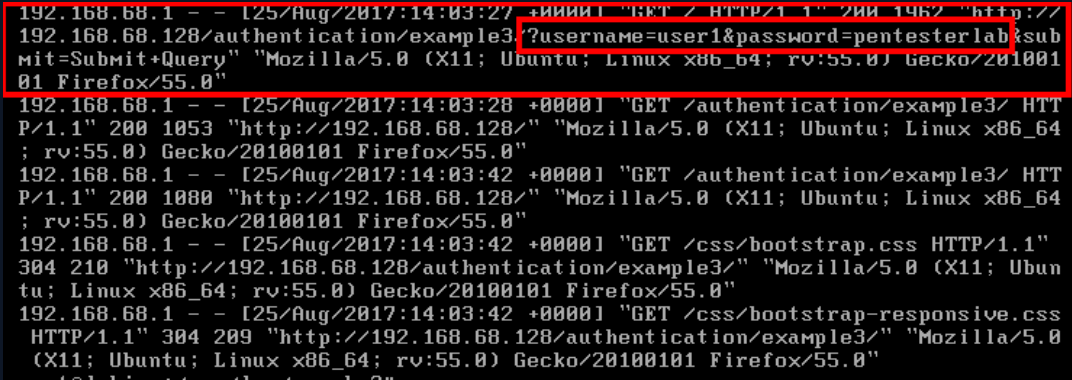 192.168.68.1 - - [25/Aug/2017:14:03:27 +0000] "GET / HTTP/1.1" 200 1962 "http://
192.168.68.128/authentication/example3/?username=user1&password=pentesterlab&sub
mit=Submit+Query" "Mozilla/5.0 (X11; Ubuntu; Linux x86_64; rv:55.0) Gecko/201001
01 Firefox/55.0"
192.168.68.1 - - [25/Aug/2017:14:03:28 +0000] "GET /authentication/example3/ HTT
P/1.1" 200 1053 "http://192.168.68.128/" "Mozilla/5.0 (X11; Ubuntu; Linux x86_64
; rv:55.0) Gecko/20100101 Firefox/55.0"
192.168.68.1 - - [25/Aug/2017:14:03:42 +0000] "GET /authentication/example3/ HTT
P/1.1" 200 1080 "http://192.168.68.128/" "Mozilla/5.0 (X11; Ubuntu; Linux x86_64
; rv:55.0) Gecko/20100101 Firefox/55.0"
192.168.68.1 - - [25/Aug/2017:14:03:42 +0000] "GET /css/bootstrap.css HTTP/1.1"
304 210 "http://192.168.68.128/authentication/example3/" "Mozilla/5.0 (X11; Ubun
tu; Linux x86_64; rv:55.0) Gecko/20100101 Firefox/55.0"
192.168.68.1 - - [25/Aug/2017:14:03:42 +0000] "GET /css/bootstrap-responsive.css
HTTP/1.1" 304 209 "http://192.168.68.128/authentication/example3/" "Mozilla/5.0
(X11; Ubuntu; Linux x86_64; rv:55.0) Gecko/20100101 Firefox/55.0"